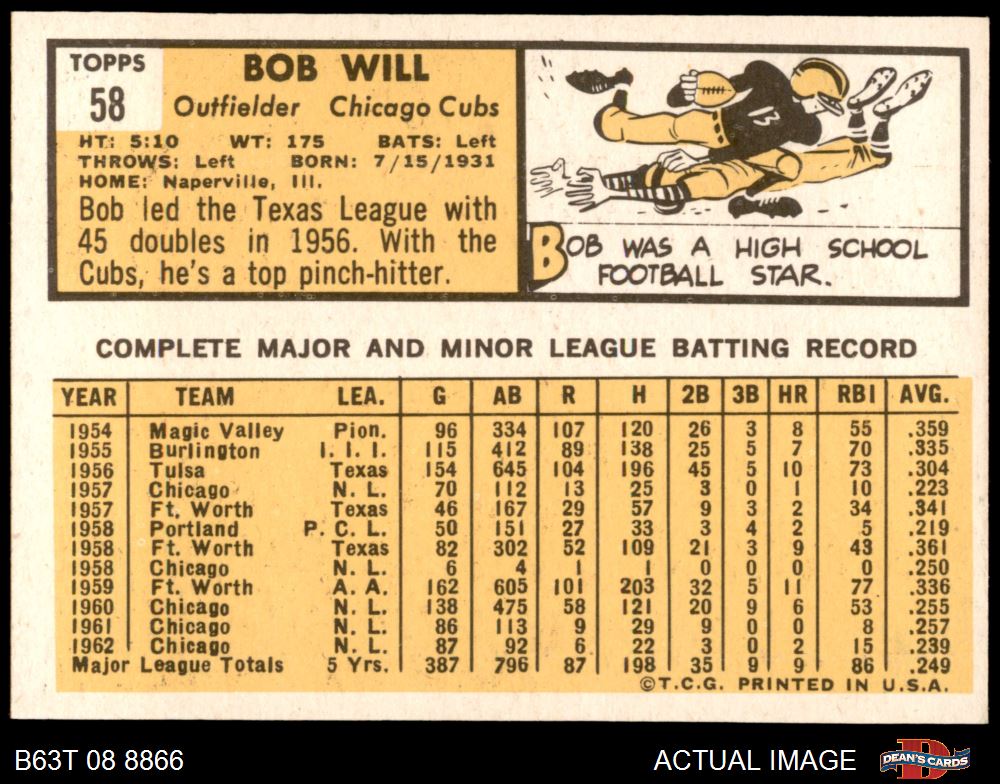 TOPPS
58
BOB WILL
Outfielder Chicago Cubs
HT: 5:10 WT: 175 BATS: Left
THROWS: Left BORN: 7/15/1931
HOME: Naperville, Ill.
Bob led the Texas League with
45 doubles in 1956. With the
Cubs, he's a top pinch-hitter.
13
BOB WAS A HIGH SCHOOL
FOOTBALL STAR.
COMPLETE MAJOR AND MINOR LEAGUE BATTING RECORD
YEAR TEAM LEA. G AB R H 2B 3B HR RBI AVG.
1954 Magic Valley Pion. 96 334 107 120 26 3 8 55 .359
1955 Burlington I. I. I. 115 412 89 138 25 5 7 70 .335
1956 Tulsa Texas 154 645 104 196 45 5 10 73 .304
1957 Chicago N. L. 70 112 13 25 3 0 1 10 .223
1957 Ft. Worth Texas 46 167 29 57 9 3 2 34 .341
1958 Portland P. C. L. 50 151 27 33 3 4 2 5 .219
1958 Ft. Worth Texas 82 302 52 109 21 3 9 43 .361
1958 Chicago N. L. 6 4 1 1 0 0 0 0 .250
1959 Ft. Worth A. A. 162 605 101 203 32 5 11 77 .336
1960 Chicago N. L. 138 475 58 121 20 9 6 53 .255
1961 Chicago N. L. 86 113 9 29 9 0 0 8 .257
1962 Chicago N. L. 87 92 6 22 3 0 2 15 .239
Major League Totals 5 Yrs. 387 796 87 198 35 9 9 86 .249
©T.C.G. PRINTED IN U.S.A.
B63T 08 8866
ACTUAL IMAGE
D
DEAN'S CARDS